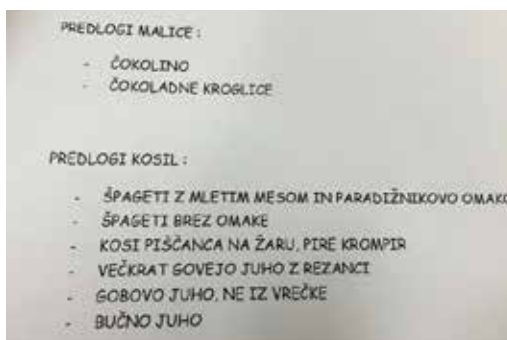 PREDLOGI MALICE:
- ČOKOLINO
- ČOKOLADNE KROGLICE
PREDLOGI KOSIL:
- ŠPAGETI Z MLETIM MESOM IN PARADIŽNIKOVO OMAKO
- ŠPAGETI BREZ OMAKE
- KOSI PIŠČANCA NA ŽARU, PIRE KROMPIR
- VEČKRAT GOVEJO JUHO Z REZANCI
- GOBOVO JUHO, NE IZ VREČKE
- BUČNO JUHO